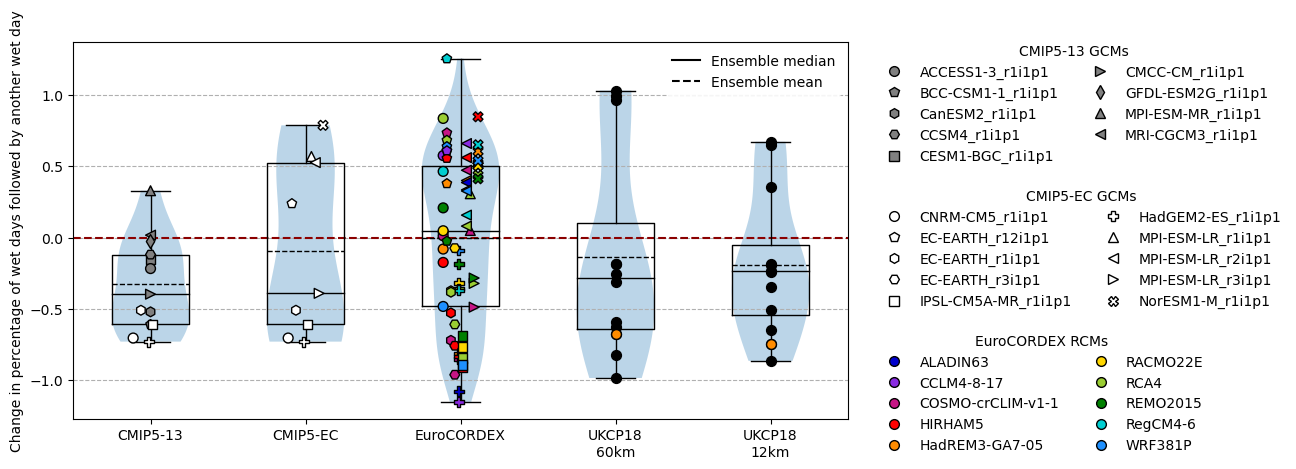 Change in percentage of wet days followed by another wet day
1.0
0.5
0.0
−0.5
−1.0
Ensemble median
Ensemble mean
CMIP5-13
CMIP5-EC
EuroCORDEX
UKCP18
60km
UKCP18
12km
CMIP5-13 GCMs
ACCESS1-3_r1i1p1
BCC-CSM1-1_r1i1p1
CanESM2_r1i1p1
CCSM4_r1i1p1
CESM1-BGC_r1i1p1
CMCC-CM_r1i1p1
GFDL-ESM2G_r1i1p1
MPI-ESM-MR_r1i1p1
MRI-CGCM3_r1i1p1
CMIP5-EC GCMs
CNRM-CM5_r1i1p1
EC-EARTH_r12i1p1
EC-EARTH_r1i1p1
EC-EARTH_r3i1p1
IPSL-CM5A-MR_r1i1p1
HadGEM2-ES_r1i1p1
MPI-ESM-LR_r1i1p1
MPI-ESM-LR_r2i1p1
MPI-ESM-LR_r3i1p1
NorESM1-M_r1i1p1
EuroCORDEX RCMs
ALADIN63
CCLM4-8-17
COSMO-crCLIM-v1-1
HIRHAM5
HadREM3-GA7-05
RACMO22E
RCA4
REMO2015
RegCM4-6
WRF381P